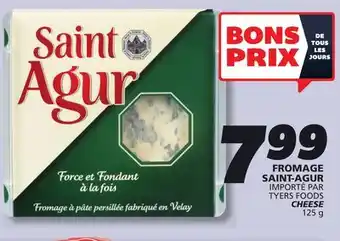 Saint
Agur
Force et Fondant
à la fois
Fromage à pâte persillée fabriqué en Velay
BONS
PRIX
DE
TOUS
LES
JOURS
7 99
FROMAGE
SAINT-AGUR
IMPORTÉ PAR
TYERS FOODS
CHEESE
125 g